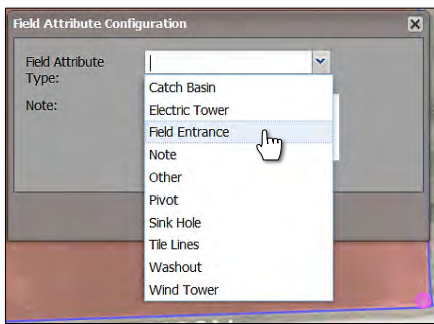 Field Attribute Configuration
Field Attribute
Type:
Note:
Catch Basin
Electric Tower
Field Entrance
Note
Other
Pivot
Sink Hole
Tile Lines
Washout
Wind Tower